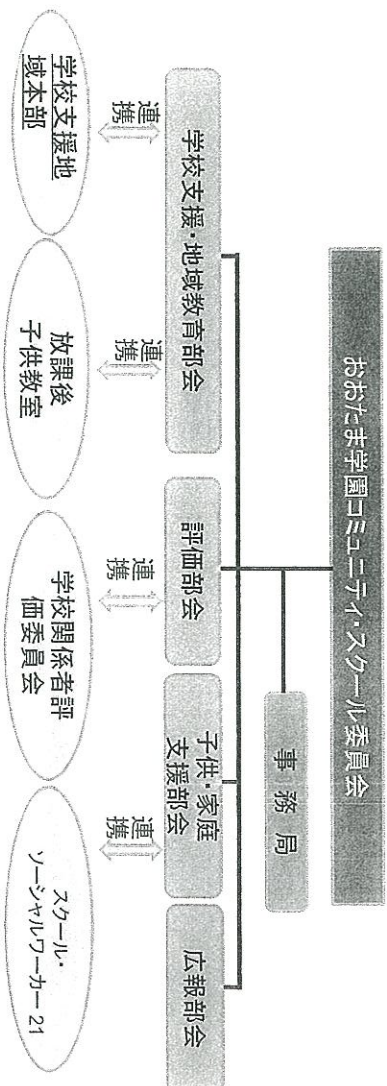 おおたま学園コミュニティ・スクール委員会
事務局
学校支援・地域教育部会
評価部会
子供・家庭
支援部会
広報部会
連携
連携
連携
連携
学校支援地
域本部
放課後
子供教室
学校関係者評
価委員会
スクール・
ソーシャルワーカー 21